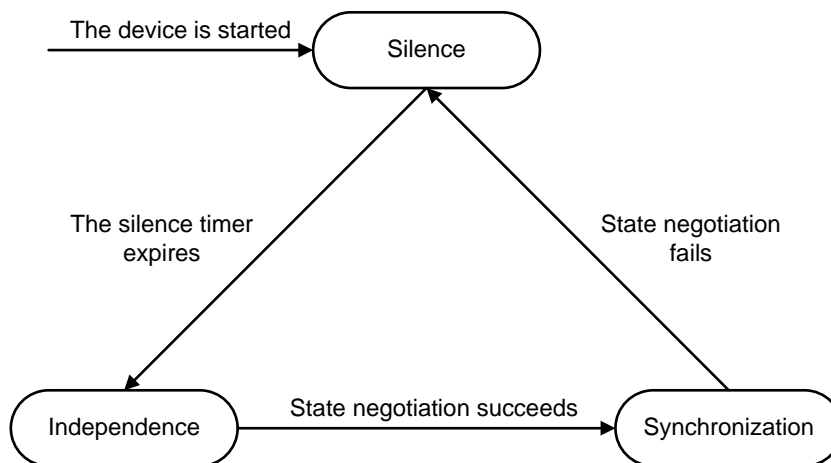 The device is started
Silence
The silence timer
expires
State negotiation
fails
Independence
State negotiation succeeds
Synchronization